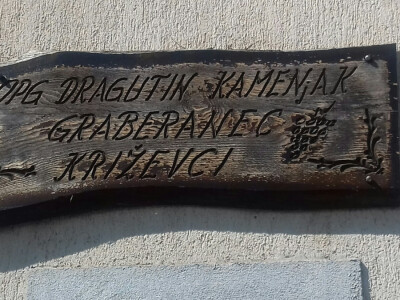 OPG DRAGUTIN KAMENJAK
GRABERANEC
KRIŽEVCI